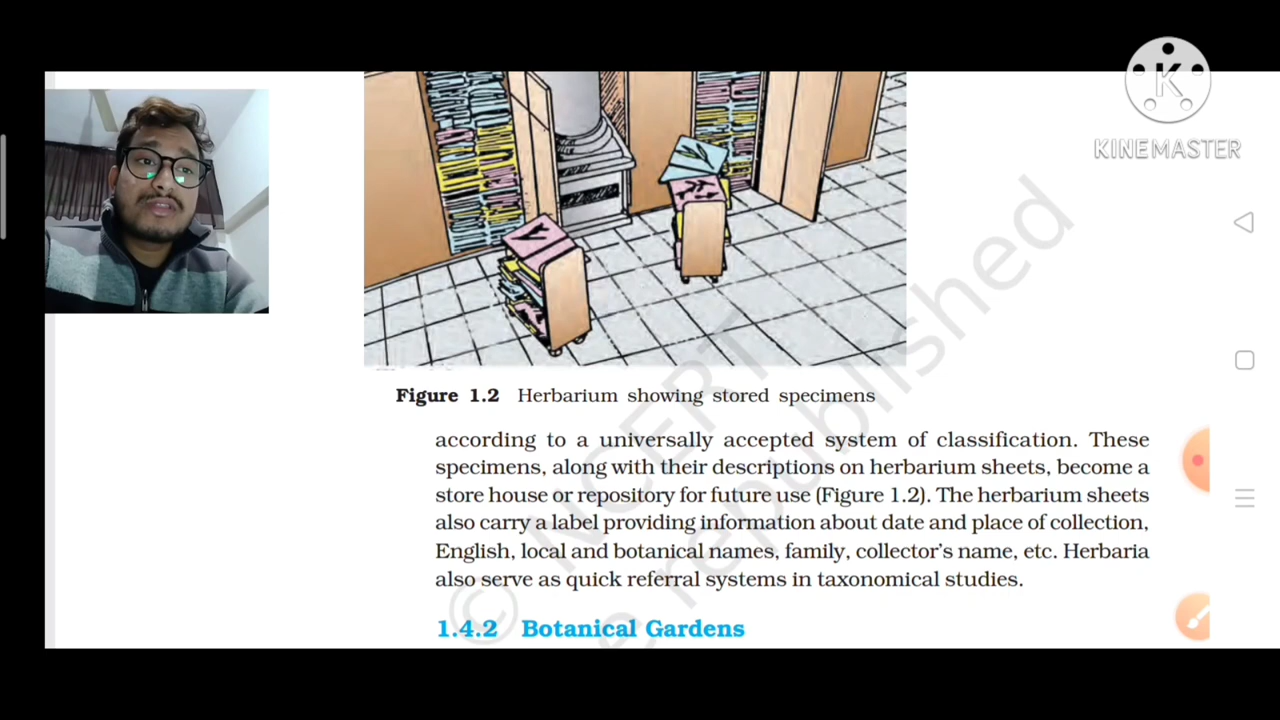 KINEMASTER
Figure 1.2 Herbarium showing stored specimens
according to a universally accepted system of classification. These
specimens, along with their descriptions on herbarium sheets, become a
store house or repository for future use (Figure 1.2). The herbarium sheets
also carry a label providing information about date and place of collection,
English, local and botanical names, family, collector's name, etc. Herbaria
also serve as quick referral systems in taxonomical studies.
1.4.2 Botanical Gardens
© NCERT
be republished